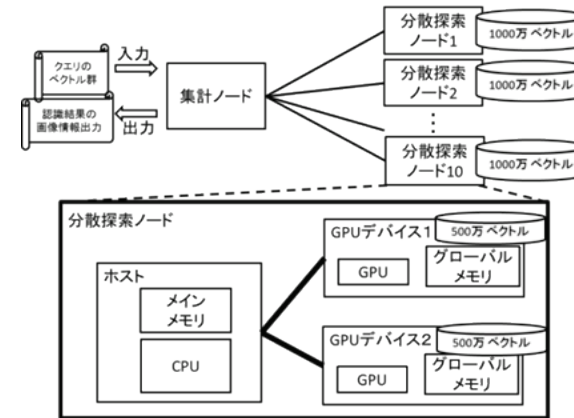 クエリの
ベクトル群
入力
認識結果の
画像情報出力
出力
集計ノード
分散探索
ノード1
1000万 ベクトル
分散探索
ノード2
1000万 ベクトル
⋮
分散探索
ノード10
1000万 ベクトル
分散探索ノード
ホスト
メイン
メモリ
CPU
GPUデバイス1
500万 ベクトル
GPU
グローバル
メモリ
GPUデバイス2
500万 ベクトル
GPU
グローバル
メモリ